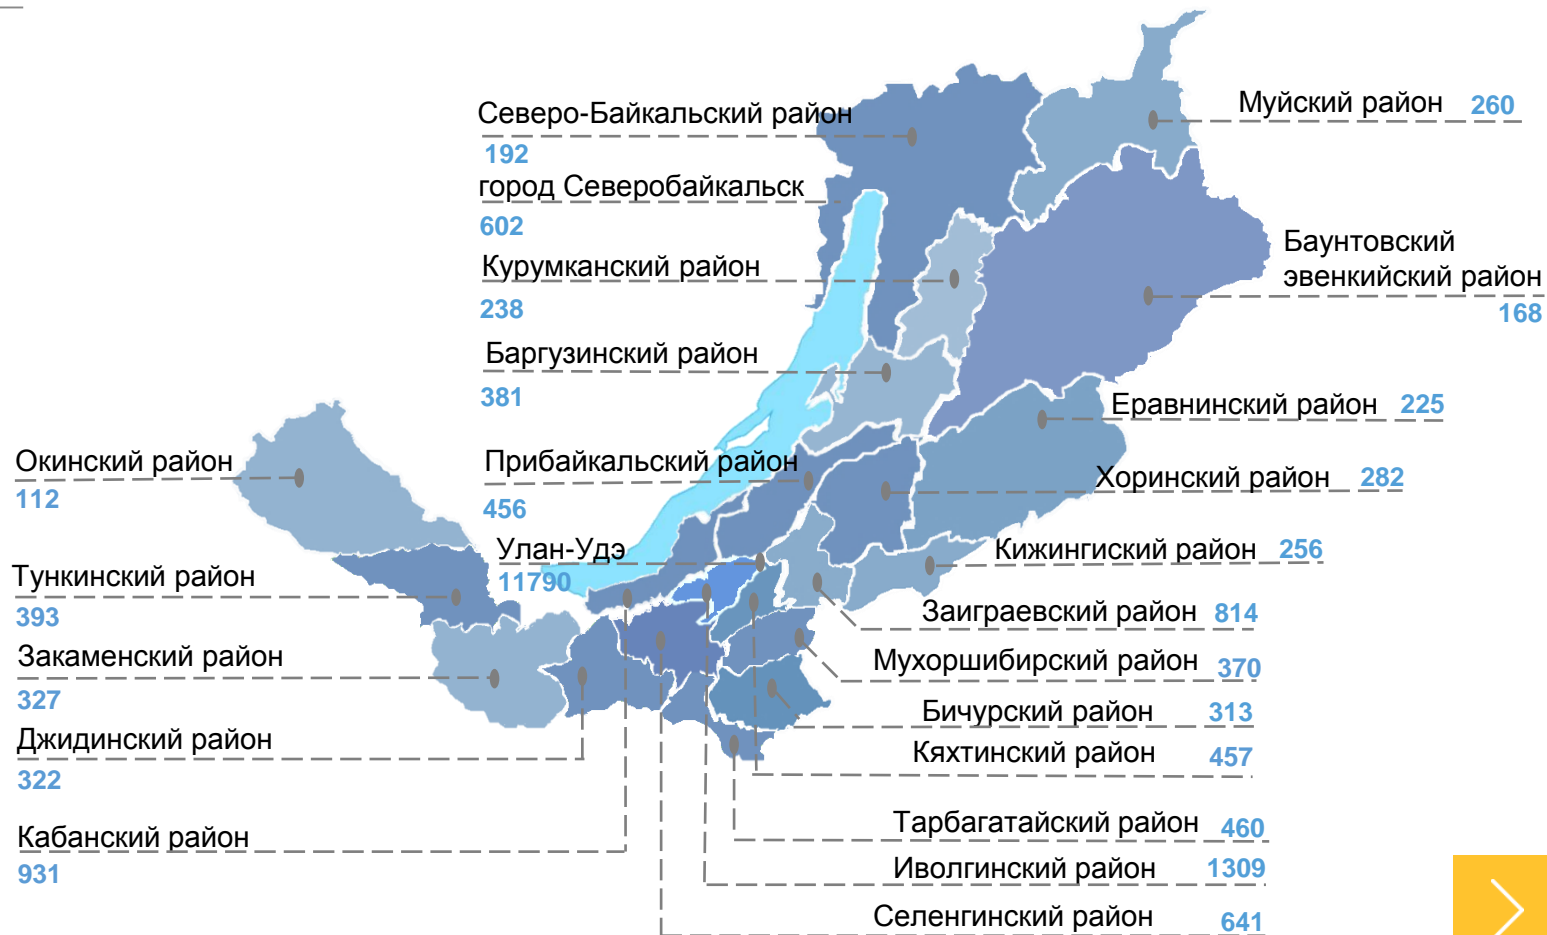 Северо-Байкальский район
192
город Северобайкальск
602
Курумканский район
238
Баргузинский район
381
Прибайкальский район
456
Улан-Удэ
11790
Муйский район 260
Баунтовский
эвенкийский район
168
Еравнинский район 225
Хоринский район 282
Кижингиский район 256
Заиграевский район 814
Мухоршибирский район 370
Бичурский район 313
Кяхтинский район 457
Тарбагатайский район 460
Иволгинский район 1309
Селенгинский район 641
Окинский район
112
Тункинский район
393
Закаменский район
327
Джидинский район
322
Кабанский район
931